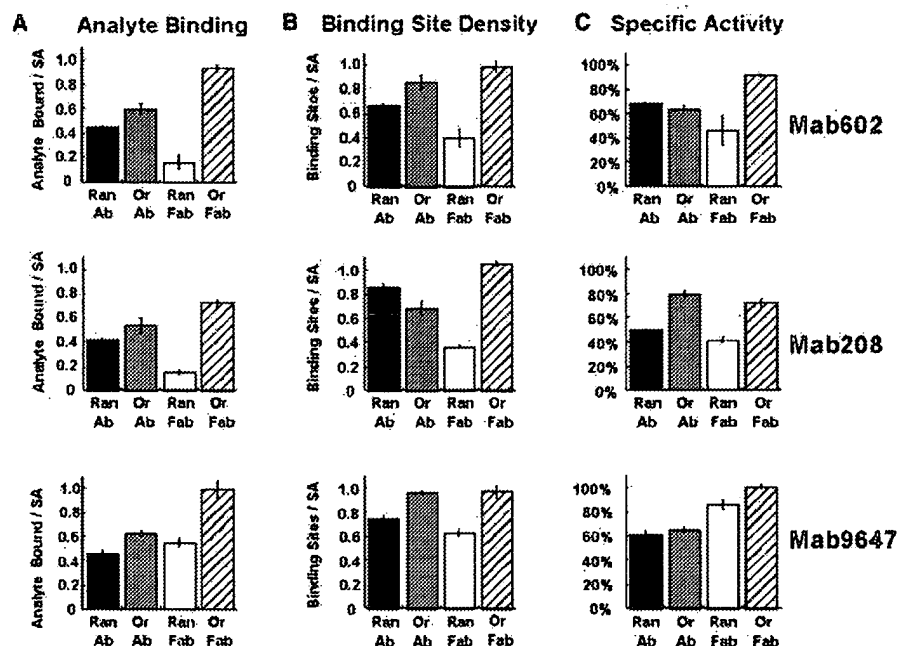 A Analyte Binding
B Binding Site Density
C Specific Activity
Analyte Bound / SA
1.0
0.8
0.6
0.4
0.2
0
Ran Or Ran Or
Ab Ab Fab Fab
Binding Sites / SA
1.0
0.8
0.6
0.4
0.2
0
Ran Or Ran Or
Ab Ab Fab Fab
100%
80%
60%
40%
20%
0%
Ran Or Ran Or
Ab Ab Fab Fab
Mab602
Analyte Bound / SA
1.0
0.8
0.6
0.4
0.2
0
Ran Or Ran Or
Ab Ab Fab Fab
Binding Sites / SA
1.0
0.8
0.6
0.4
0.2
0
Ran Or Ran Or
Ab Ab Fab Fab
100%
80%
60%
40%
20%
0%
Ran Or Ran Or
Ab Ab Fab Fab
Mab208
Analyte Bound / SA
1.0
0.8
0.6
0.4
0.2
0
Ran Or Ran Or
Ab Ab Fab Fab
Binding Sites / SA
1.0
0.8
0.6
0.4
0.2
0
Ran Or Ran Or
Ab Ab Fab Fab
100%
80%
60%
40%
20%
0%
Ran Or Ran Or
Ab Ab Fab Fab
Mab9647